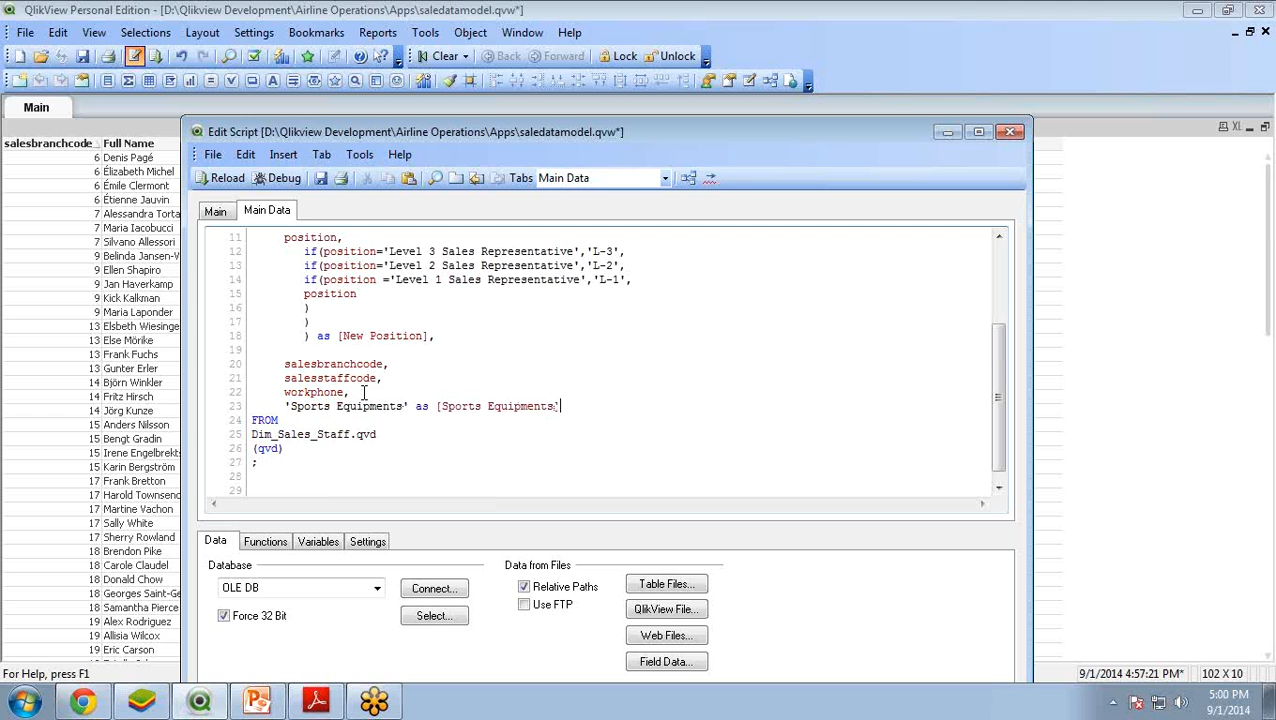 QlikView Personal Edition - [D:\Qlikview Development\Airline Operations\Apps\saledatamodel.qvw*]
File Edit View Selections Layout Settings Bookmarks Reports Tools Object Window Help
Clear Back Forward Lock Unlock
Main
XL
salesbranchcode Full Name
6 Denis Pagé
6 Élizabeth Michel
6 Émile Clermont
6 Étienne Jauvin
7 Alessandra Torta
7 Maria Iacobucci
7 Silvano Allessori
9 Belinda Jansen-
9 Ellen Shapiro
9 Jan Haverkamp
9 Kick Kalkman
9 Maria Laponder
13 Elsbeth Wiesing
13 Else Mörike
13 Frank Fuchs
13 Gunter Erler
14 Björn Winkler
14 Fritz Hirsch
14 Jörg Kunze
15 Agatha Reiner
15 Bengt Gradin
15 Irene Engelbrekt
15 Karin Bergström
17 Frank Bretton
17 Harold Townsend
17 Martine Vachon
17 Sally White
17 Sherry Rowland
18 Brendon Pike
18 Carole Claudel
18 Donald Chow
18 Georges Saint-Ge
18 Samantha Pierce
19 Alex Rodriguez
19 Allisia Wilcox
19 Eric Carson
Edit Script [D:\Qlikview Development\Airline Operations\Apps\saledatamodel.qvw*]
File Edit Insert Tab Tools Help
Reload Debug Tabs Main Data
Main Main Data
11 position,
12 if(position='Level 3 Sales Representative','L-3',
13 if(position='Level 2 Sales Representative','L-2',
14 if(position ='Level 1 Sales Representative','L-1',
15 position
16 )
17 )
18 ) as [New Position],
19
20 salesbranchcode,
21 salesstaffcode,
22 workphone,
23 'Sports Equipments' as [Sports Equipments]
24 FROM
25 Dim_Sales_Staff.qvd
26 (qvd)
27 ;
28
29
Data Functions Variables Settings
Database
OLE DB
Connect...
Force 32 Bit
Select...
Data from Files
Relative Paths
Use FTP
Table Files...
QlikView File...
Web Files...
Field Data...
For Help, press F1
9/1/2014 4:57:21 PM* 102 X 10
5:00 PM
9/1/2014